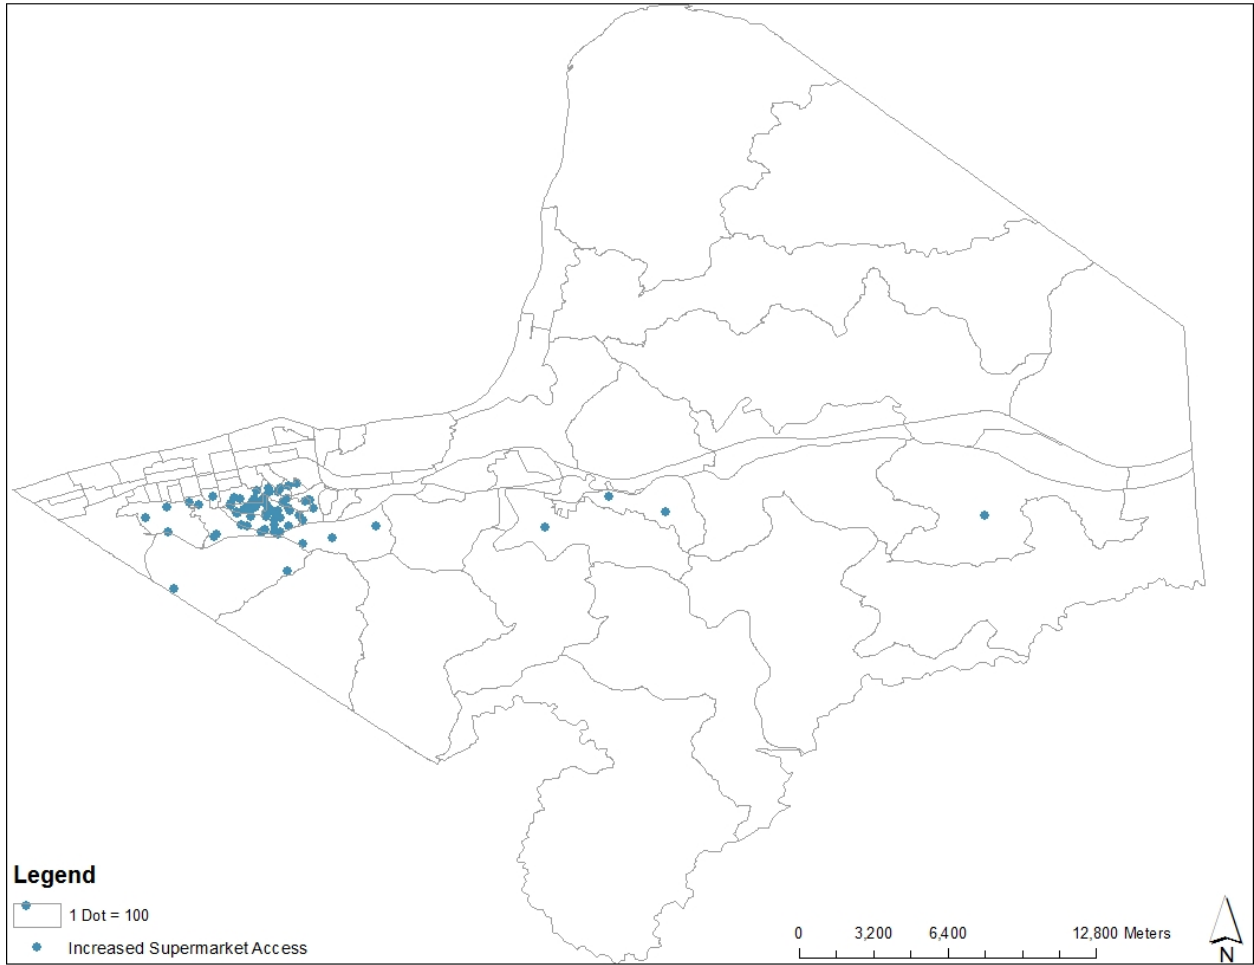 Legend
1 Dot = 100
Increased Supermarket Access
0 3,200 6,400 12,800 Meters
N